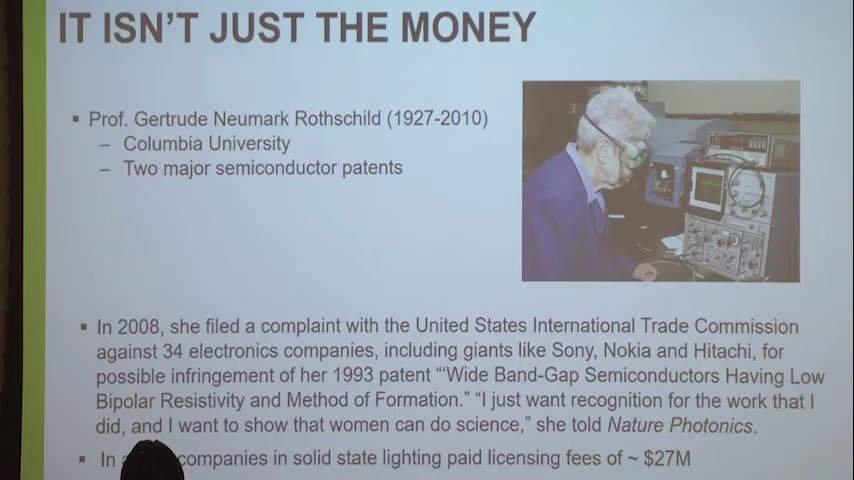 IT ISN'T JUST THE MONEY
▪ Prof. Gertrude Neumark Rothschild (1927-2010)
– Columbia University
– Two major semiconductor patents
▪ In 2008, she filed a complaint with the United States International Trade Commission
against 34 electronics companies, including giants like Sony, Nokia and Hitachi, for
possible infringement of her 1993 patent "'Wide Band-Gap Semiconductors Having Low
Bipolar Resistivity and Method of Formation." "I just want recognition for the work that I
did, and I want to show that women can do science," she told Nature Photonics.
▪ In companies in solid state lighting paid licensing fees of ~ $27M